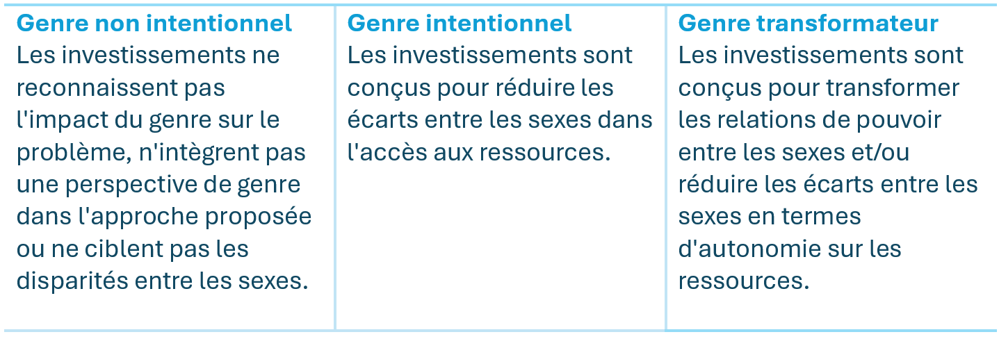 Genre non intentionnel
Les investissements ne
reconnaissent pas
l'impact du genre sur le
problème, n'intègrent pas
une perspective de genre
dans l'approche proposée
ou ne ciblent pas les
disparités entre les sexes.
Genre intentionnel
Les investissements sont
conçus pour réduire les
écarts entre les sexes dans
l'accès aux ressources.
Genre transformateur
Les investissements sont
conçus pour transformer
les relations de pouvoir
entre les sexes et/ou
réduire les écarts entre les
sexes en termes
d'autonomie sur les
ressources.